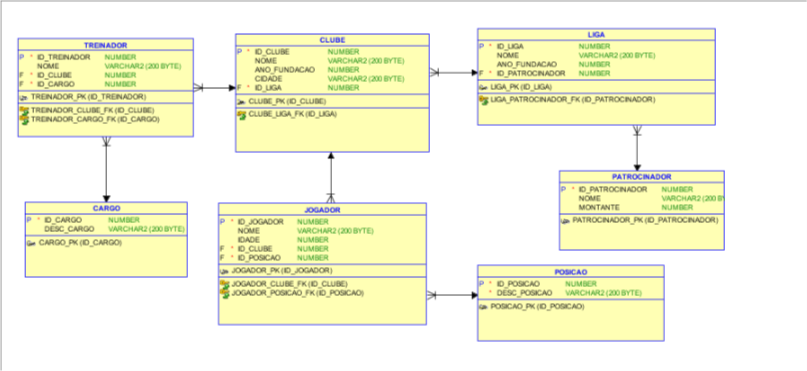 TREINADOR
P * ID_TREINADOR NUMBER
NOME VARCHAR2 (200 BYTE)
F * ID_CLUBE NUMBER
F * ID_CARGO NUMBER
TREINADOR_PK (ID_TREINADOR)
TREINADOR_CLUBE_FK (ID_CLUBE)
TREINADOR_CARGO_FK (ID_CARGO)
CLUBE
P * ID_CLUBE NUMBER
NOME VARCHAR2 (200 BYTE)
ANO_FUNDACAO NUMBER
CIDADE VARCHAR2 (200 BYTE)
F * ID_LIGA NUMBER
CLUBE_PK (ID_CLUBE)
CLUBE_LIGA_FK (ID_LIGA)
LIGA
P * ID_LIGA NUMBER
NOME VARCHAR2 (200 BYTE)
ANO_FUNDACAO NUMBER
F * ID_PATROCINADOR NUMBER
LIGA_PK (ID_LIGA)
LIGA_PATROCINADOR_FK (ID_PATROCINADOR)
CARGO
P * ID_CARGO NUMBER
DESC_CARGO VARCHAR2 (200 BYTE)
CARGO_PK (ID_CARGO)
JOGADOR
P * ID_JOGADOR NUMBER
NOME VARCHAR2 (200 BYTE)
IDADE NUMBER
F * ID_CLUBE NUMBER
F * ID_POSICAO NUMBER
JOGADOR_PK (ID_JOGADOR)
JOGADOR_CLUBE_FK (ID_CLUBE)
JOGADOR_POSICAO_FK (ID_POSICAO)
PATROCINADOR
P * ID_PATROCINADOR NUMBER
NOME VARCHAR2 (200 B
MONTANTE NUMBER
PATROCINADOR_PK (ID_PATROCINADOR)
POSICAO
P * ID_POSICAO NUMBER
* DESC_POSICAO VARCHAR2 (200 BYTE)
POSICAO_PK (ID_POSICAO)